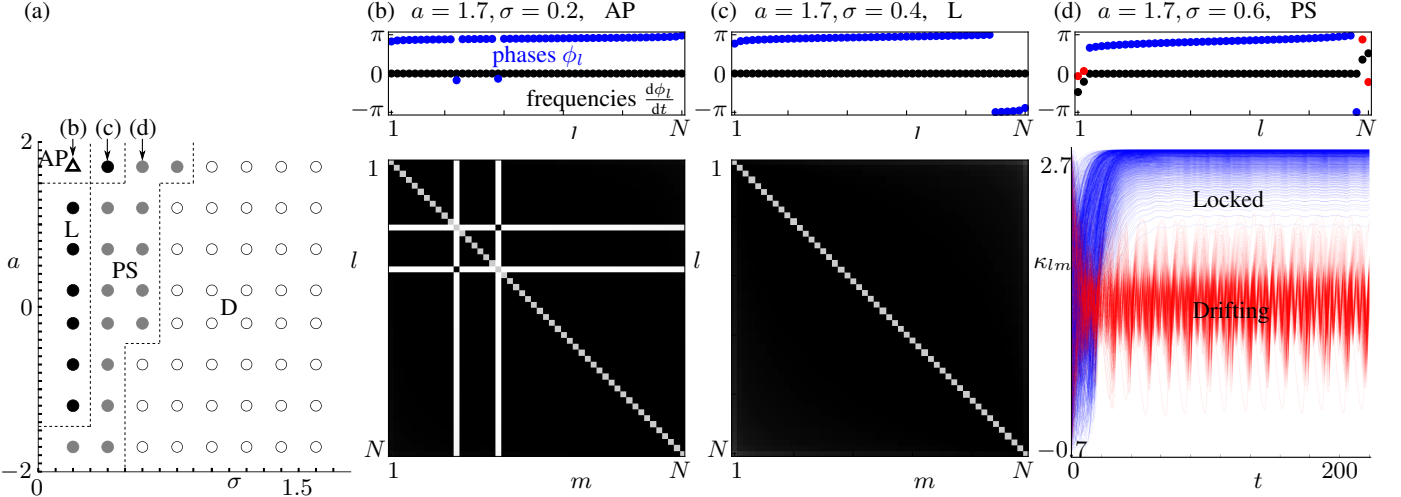 (a)
(b) a = 1.7, σ = 0.2, AP
(c) a = 1.7, σ = 0.4, L
(d) a = 1.7, σ = 0.6, PS
π
phases ϕ_l
0
frequencies dϕ_l/dt
−π
1 l N
π
0
−π
1 l N
π
0
−π
1 l N
(b) (c) (d)
2
AP
L
PS
a
D
0
−2
0 σ 1.5
1
l
N
1 m N
1
l
N
1 m N
2.7
Locked
κ_lm
Drifting
−0.7
0 t 200